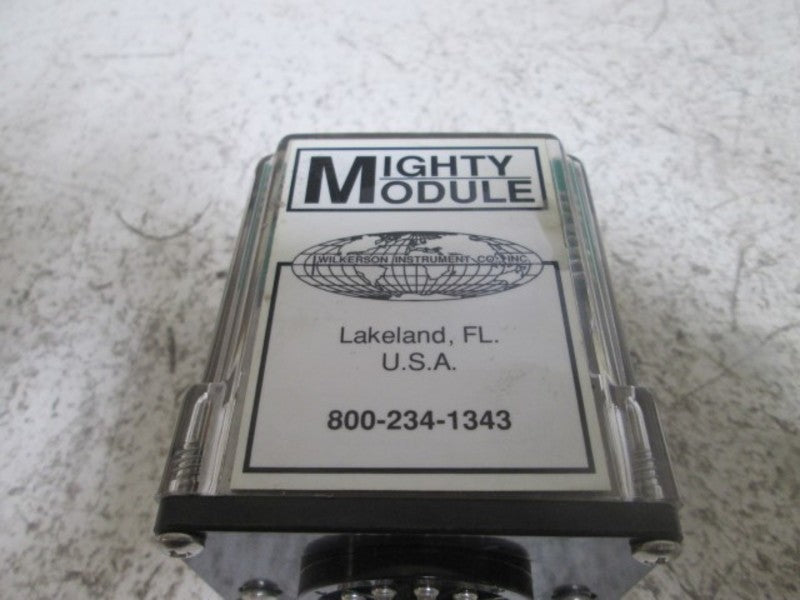 MIGHTY
MODULE
WILKERSON INSTRUMENT CO., INC.
Lakeland, FL.
U.S.A.
800-234-1343